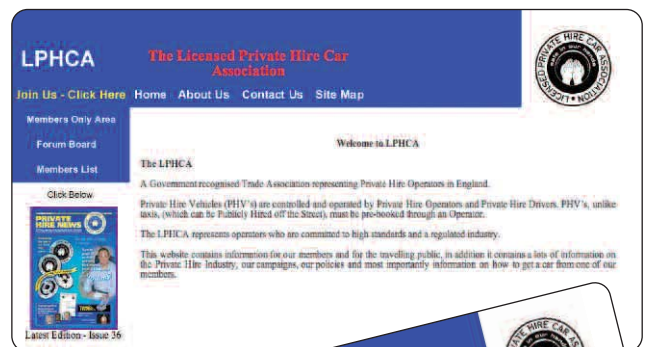 LPHCA
The Licensed Private Hire Car
Association
LICENSED PRIVATE HIRE CAR ASSOCIATION
Join Us - Click Here Home About Us Contact Us Site Map
Members Only Area
Forum Board
Members List
Click Below
PRIVATE
HIRE NEWS
Latest Edition - Issue 36
Welcome to LPHCA
The LPHCA
A Government recognised Trade Association representing Private Hire Operators in England.
Private Hire Vehicles (PHV's) are controlled and operated by Private Hire Operators and Private Hire Drivers. PHV's, unlike
taxis, (which can be Publicly Hired off the Street), must be pre-booked through an Operator.
The LPHCA represents operators who are committed to high standards and a regulated industry.
This website contains information for our members and for the travelling public, in addition it contains a lots of information on
the Private Hire Industry, our campaigns, our policies and most importantly information on how to get a car from one of our
members.